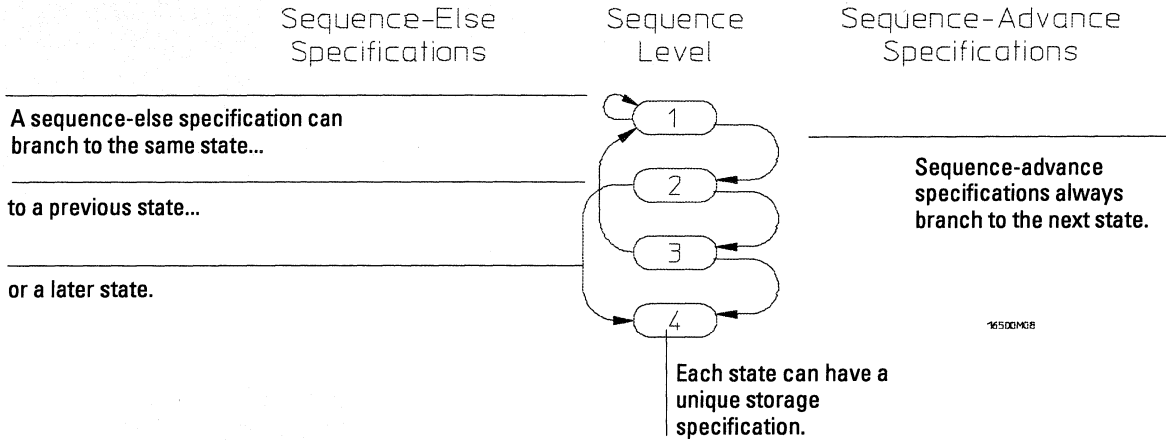 Sequence-Else
Specifications
Sequence
Level
Sequence-Advance
Specifications
A sequence-else specification can
branch to the same state...
to a previous state...
or a later state.
1
2
3
4
Sequence-advance
specifications always
branch to the next state.
16500M08
Each state can have a
unique storage
specification.